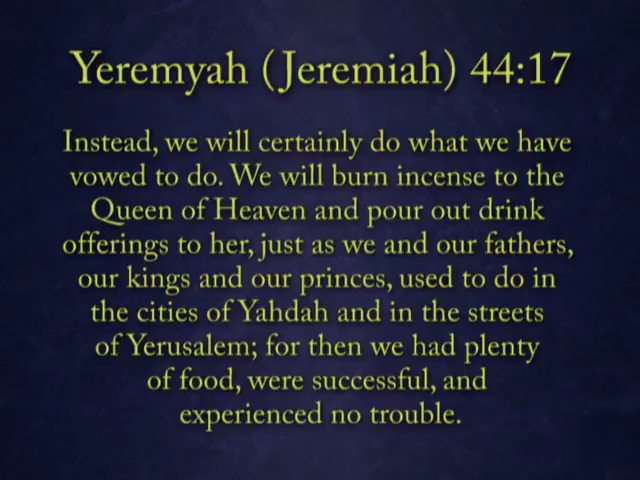 Yeremyah (Jeremiah) 44:17
Instead, we will certainly do what we have
vowed to do. We will burn incense to the
Queen of Heaven and pour out drink
offerings to her, just as we and our fathers,
our kings and our princes, used to do in
the cities of Yahdah and in the streets
of Yerusalem; for then we had plenty
of food, were successful, and
experienced no trouble.